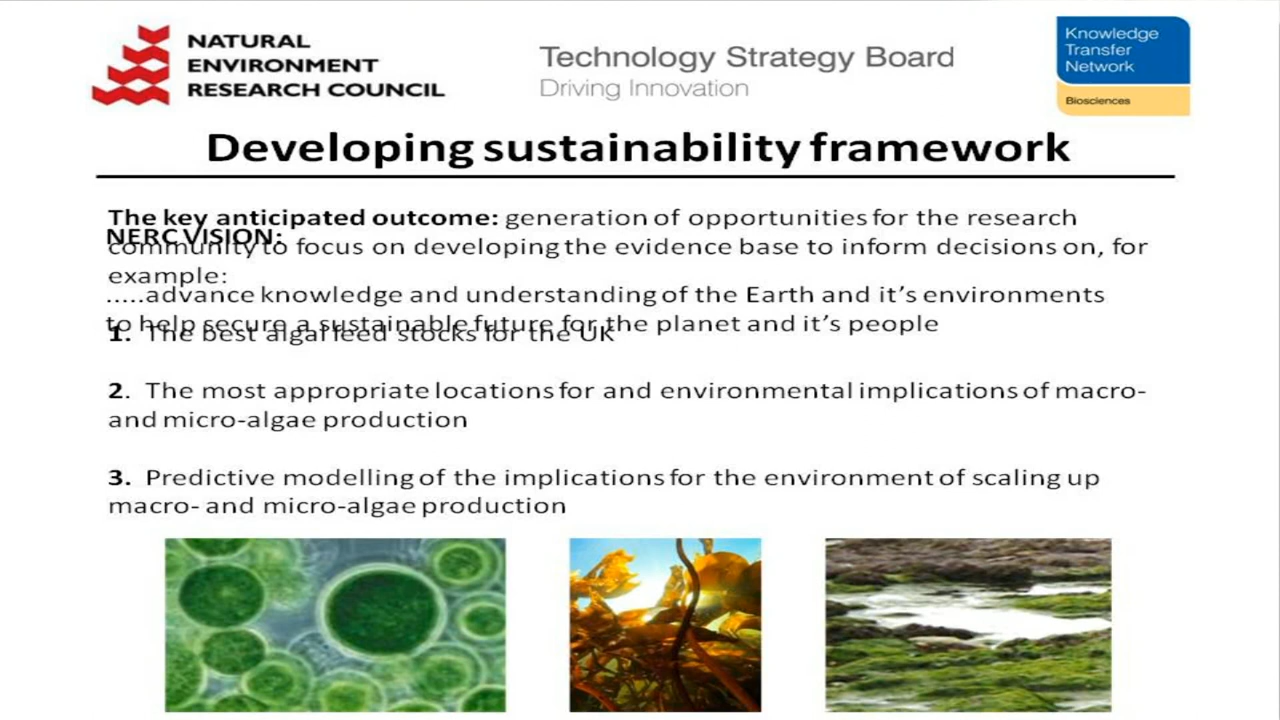 NATURAL
ENVIRONMENT
RESEARCH COUNCIL
Technology Strategy Board
Driving Innovation
Knowledge
Transfer
Network
Biosciences
Developing sustainability framework
The key anticipated outcome: generation of opportunities for the research
NERC VISION:
community to focus on developing the evidence base to inform decisions on, for
example:
.....advance knowledge and understanding of the Earth and it's environments
to help secure a sustainable future for the planet and it's people
1. The best algal feed stocks for the UK
2. The most appropriate locations for and environmental implications of macro-
and micro-algae production
3. Predictive modelling of the implications for the environment of scaling up
macro- and micro-algae production